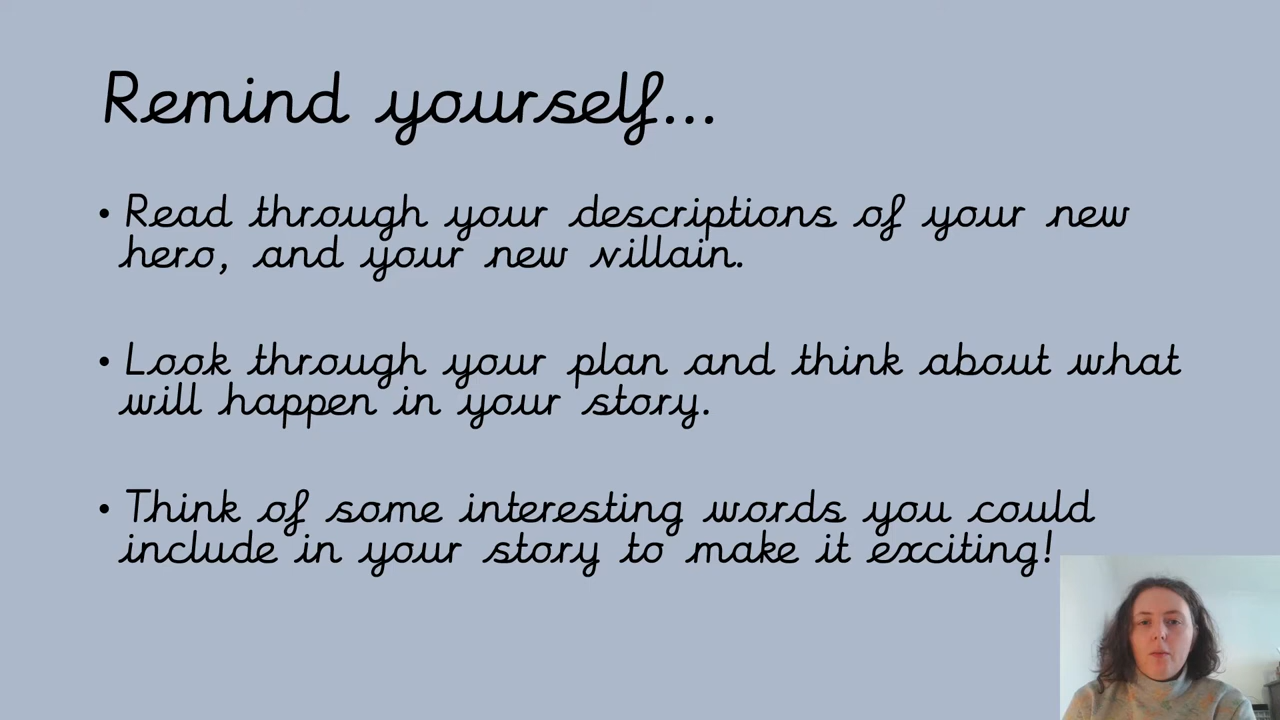 Remind yourself...
• Read through your descriptions of your new
hero, and your new villain.
• Look through your plan and think about what
will happen in your story.
• Think of some interesting words you could
include in your story to make it exciting!